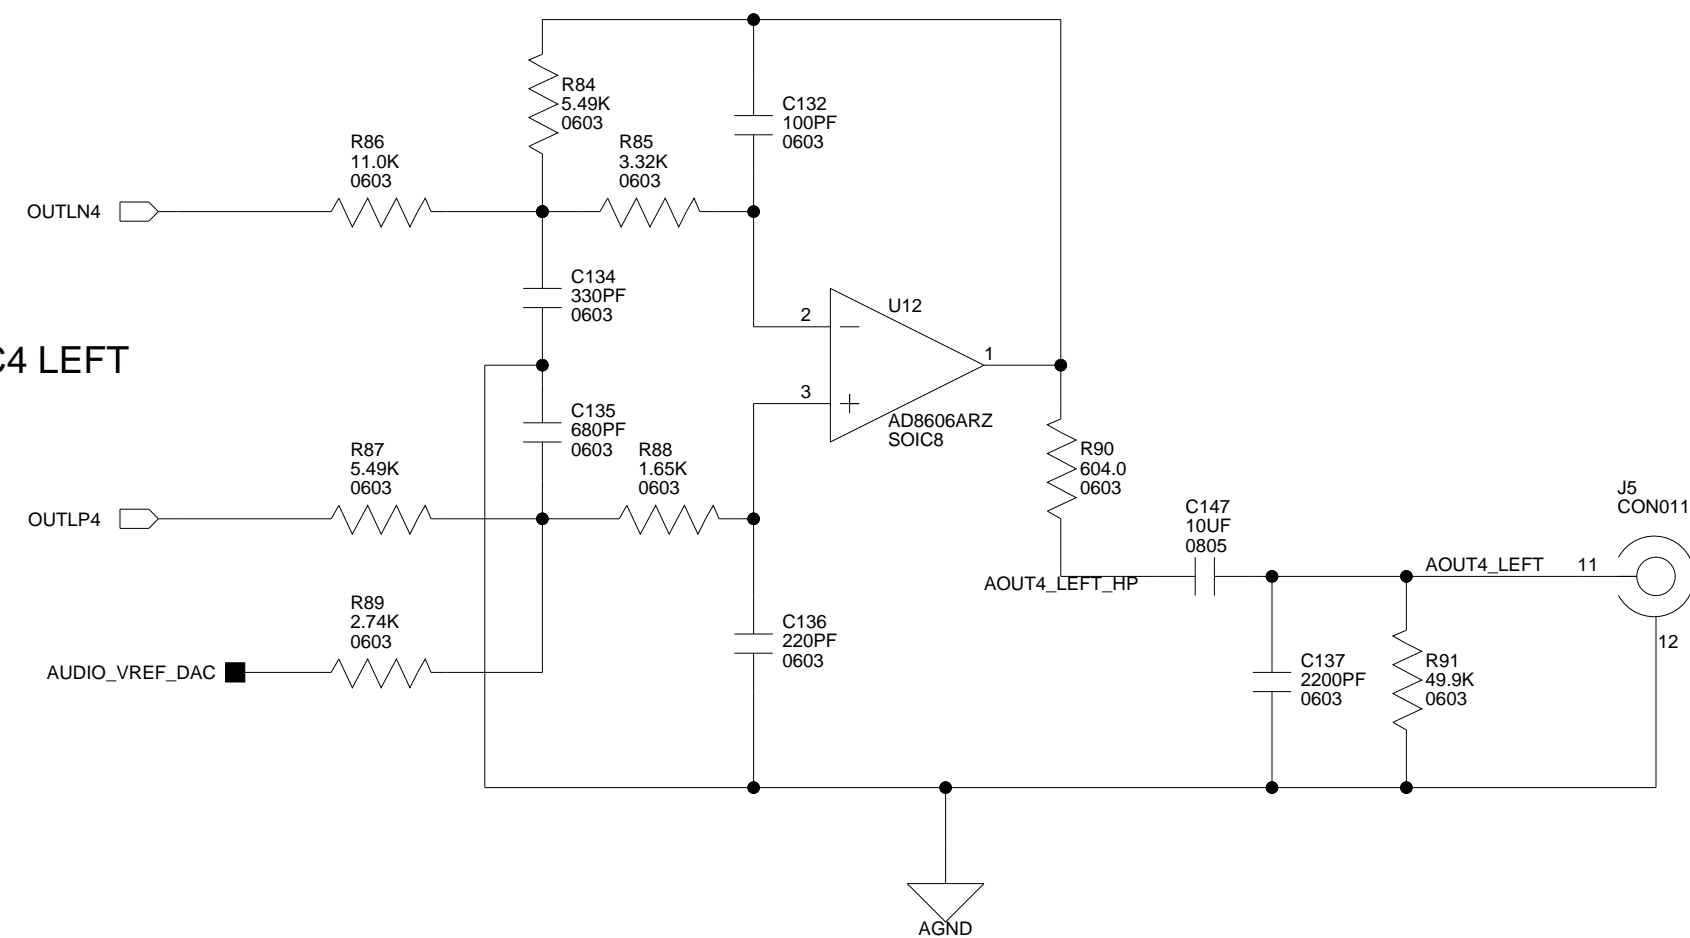 R84
5.49K
0603
C132
100PF
0603
R86
11.0K
0603
R85
3.32K
0603
OUTLN4
C134
330PF
0603
U12
2
C4 LEFT
1
3
C135
680PF
0603
AD8606ARZ
SOIC8
R87
5.49K
0603
R88
1.65K
0603
R90
604.0
0603
OUTLP4
C147
10UF
0805
J5
CON011
AOUT4_LEFT
11
AOUT4_LEFT_HP
R89
2.74K
0603
C136
220PF
0603
12
AUDIO_VREF_DAC
C137
2200PF
0603
R91
49.9K
0603
AGND